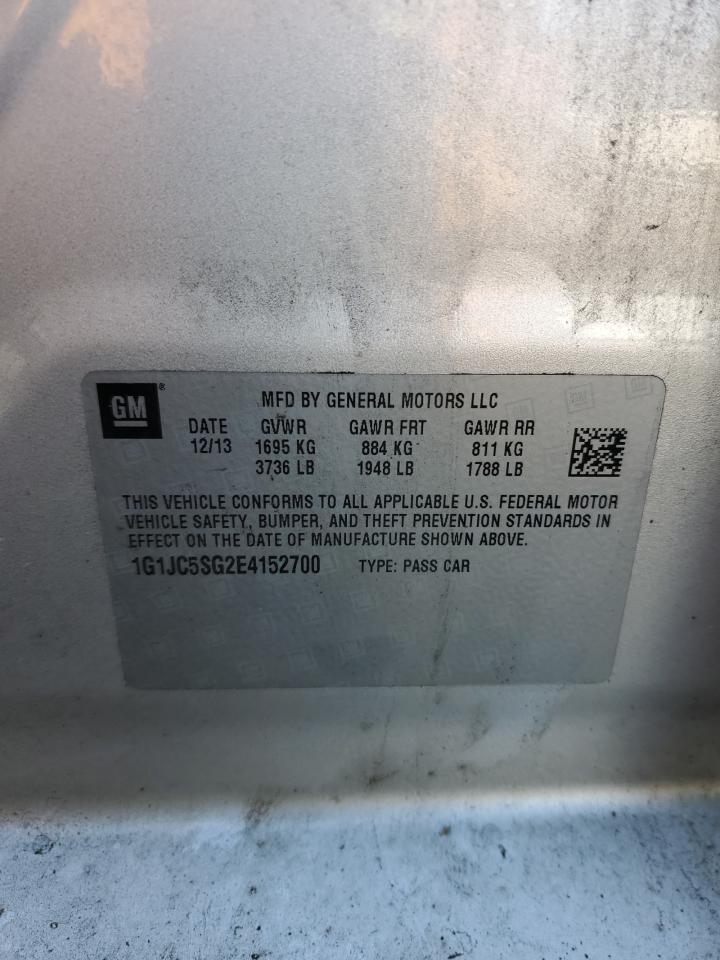 GM ®
MFD BY GENERAL MOTORS LLC
DATE GVWR GAWR FRT GAWR RR
12/13 1695 KG 884 KG 811 KG
3736 LB 1948 LB 1788 LB
THIS VEHICLE CONFORMS TO ALL APPLICABLE U.S. FEDERAL MOTOR
VEHICLE SAFETY, BUMPER, AND THEFT PREVENTION STANDARDS IN
EFFECT ON THE DATE OF MANUFACTURE SHOWN ABOVE.
1G1JC5SG2E4152700 TYPE: PASS CAR